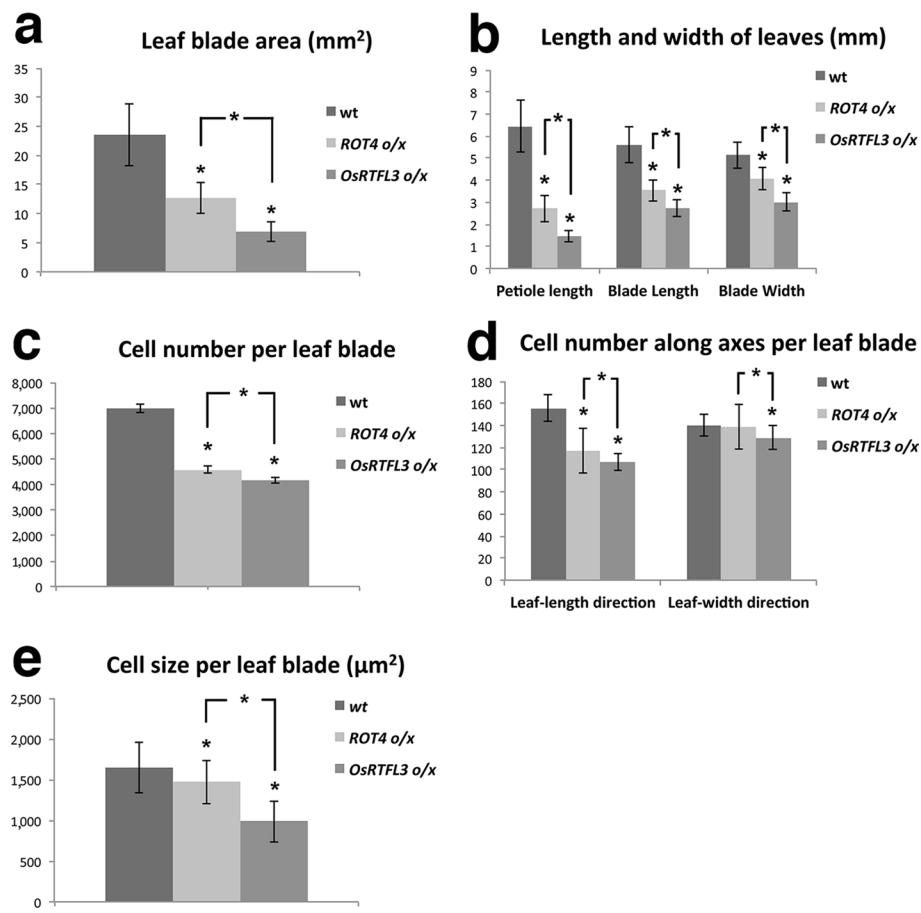 a
Leaf blade area (mm²)
35
30
25
20
15
10
5
0
*
*
*
wt
ROT4 o/x
OsRTFL3 o/x
b
Length and width of leaves (mm)
9
8
7
6
5
4
3
2
1
0
*
*
*
*
*
*
*
*
*
Petiole length
Blade Length
Blade Width
wt
ROT4 o/x
OsRTFL3 o/x
c
Cell number per leaf blade
8,000
7,000
6,000
5,000
4,000
3,000
2,000
1,000
0
*
*
*
wt
ROT4 o/x
OsRTFL3 o/x
d
Cell number along axes per leaf blade
180
160
140
120
100
80
60
40
20
0
*
*
*
*
*
Leaf-length direction
Leaf-width direction
wt
ROT4 o/x
OsRTFL3 o/x
e
Cell size per leaf blade (µm²)
2,500
2,000
1,500
1,000
500
0
*
*
*
wt
ROT4 o/x
OsRTFL3 o/x